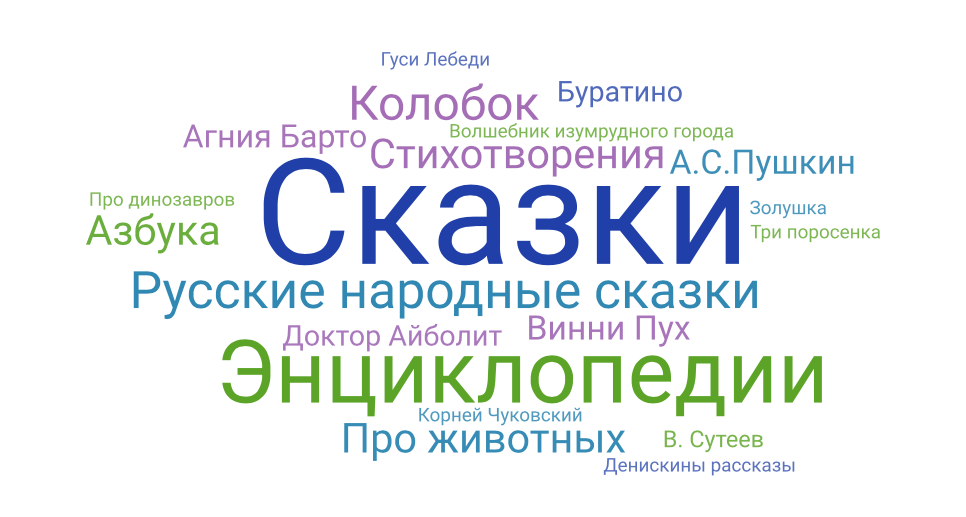 Гуси Лебеди
Колобок
Буратино
Агния Барто
Волшебник изумрудного города
Стихотворения
А.С.Пушкин
Сказки
Про динозавров
Азбука
Золушка
Три поросенка
Русские народные сказки
Доктор Айболит
Винни Пух
Энциклопедии
Корней Чуковский
Про животных
В. Сутеев
Денискины рассказы